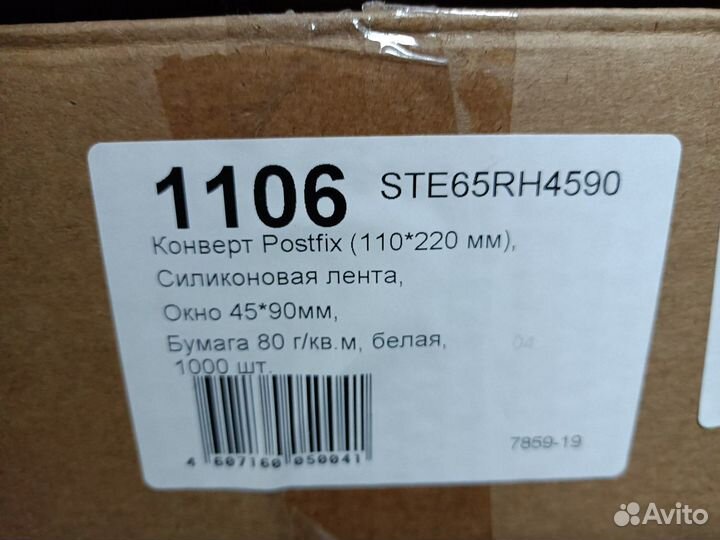 1106 STE65RH4590
Конверт Postfix (110*220 мм),
Силиконовая лента,
Окно 45*90мм,
Бумага 80 г/кв.м, белая, 04
1000 шт.
4 607160 050041
7859-19
Avito